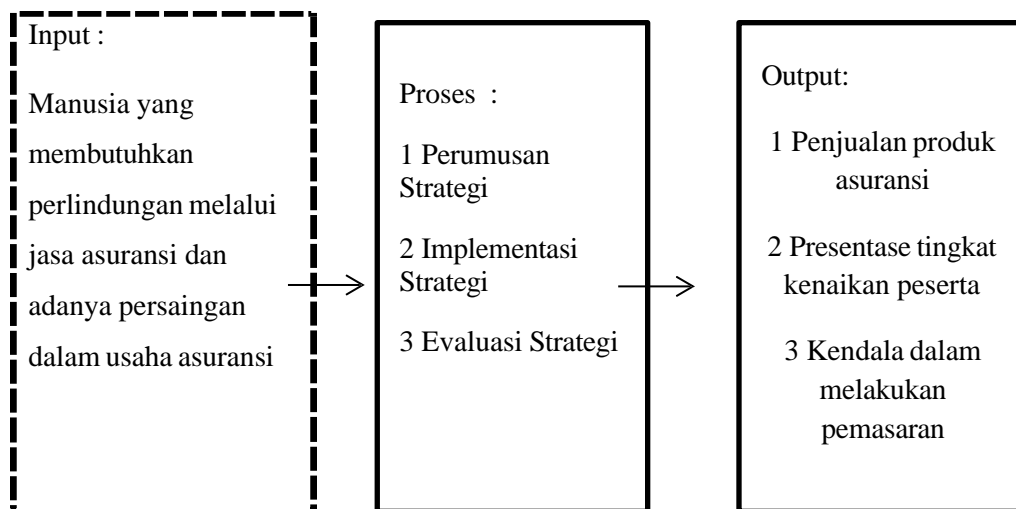 Input :
Manusia yang
membutuhkan
perlindungan melalui
jasa asuransi dan
adanya persaingan
dalam usaha asuransi
Proses :
1 Perumusan
Strategi
2 Implementasi
Strategi
3 Evaluasi Strategi
Output:
1 Penjualan produk
asuransi
2 Presentase tingkat
kenaikan peserta
3 Kendala dalam
melakukan
pemasaran